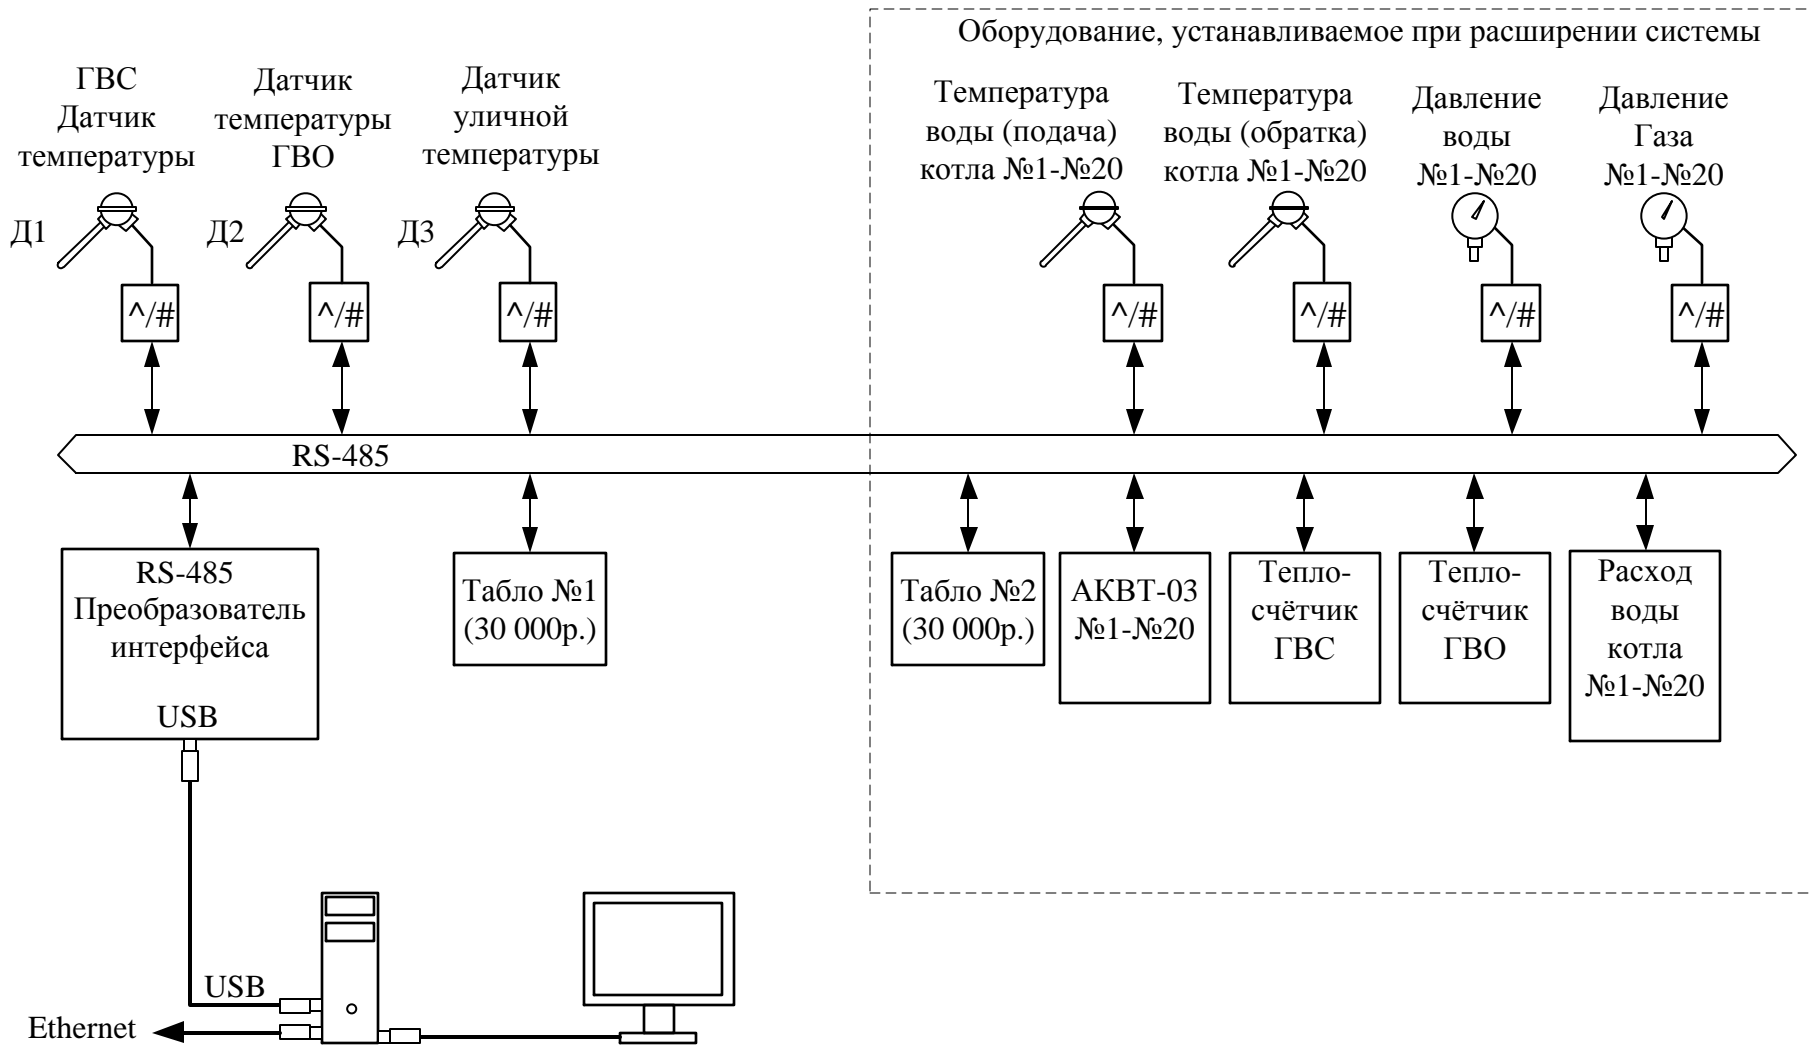 Оборудование, устанавливаемое при расширении системы
ГВС
Датчик
температуры
Датчик
температуры
ГВО
Датчик
уличной
температуры
Температура
воды (подача)
котла №1-№20
Температура
воды (обратка)
котла №1-№20
Давление
воды
№1-№20
Давление
Газа
№1-№20
Д1
Д2
Д3
^/#
^/#
^/#
^/#
^/#
^/#
^/#
RS-485
RS-485
Преобразователь
интерфейса
USB
Табло №1
(30 000р.)
Табло №2
(30 000р.)
АКВТ-03
№1-№20
Тепло-
счётчик
ГВС
Тепло-
счётчик
ГВО
Расход
воды
котла
№1-№20
USB
Ethernet